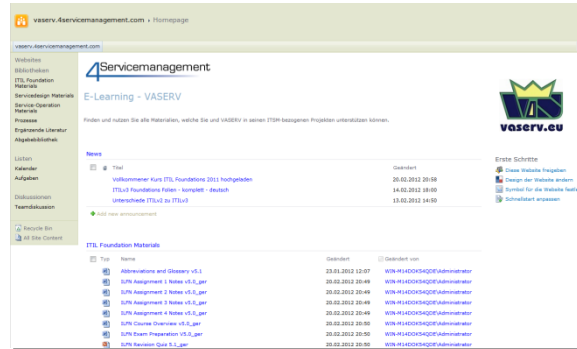 vaserv.4servicemanagement.com › Homepage
vaserv.4servicemanagement.com
Websites
Bibliotheken
ITIL Foundation
Materials
Servicedesign Materials
Service-Operation
Materials
Prozesse
Ergänzende Literatur
Abgabebibliothek
Listen
Kalender
Aufgaben
Diskussionen
Teamdiskussion
Recycle Bin
All Site Content
4Servicemanagement
E-Learning - VASERV
Finden und nutzen Sie alle Materialien, welche Sie und VASERV in seinen ITSM-bezogenen Projekten unterstützen können.
News
Titel Geändert
Vollkommener Kurs ITIL Foundations 2011 hochgeladen 20.02.2012 20:58
ITILv3 Foundations Folien - komplett - deutsch 14.02.2012 18:00
Unterschiede ITILv2 zu ITILv3 13.02.2012 14:50
Add new announcement
ITIL Foundation Materials
Typ Name Geändert Geändert von
Abbreviations and Glossary v5.1 23.01.2012 12:07 WIN-M14DOK54QDE\Administrator
ILFN Assignment 1 Notes v5.0_ger 20.02.2012 20:49 WIN-M14DOK54QDE\Administrator
ILFN Assignment 2 Notes v5.0_ger 20.02.2012 20:49 WIN-M14DOK54QDE\Administrator
ILFN Assignment 3 Notes v5.0_ger 20.02.2012 20:49 WIN-M14DOK54QDE\Administrator
ILFN Assignment 4 Notes v5.0_ger 20.02.2012 20:49 WIN-M14DOK54QDE\Administrator
ILFN Course Overview v5.0_ger 20.02.2012 20:50 WIN-M14DOK54QDE\Administrator
ILFN Exam Preparation V5.0_ger 20.02.2012 20:50 WIN-M14DOK54QDE\Administrator
ILFN Revision Quiz 5.1_ger 20.02.2012 20:50 WIN-M14DOK54QDE\Administrator
VAS
vaserv.eu
Erste Schritte
Diese Website freigeben
Design der Website ändern
Symbol für die Website
Schnellstart anpassen